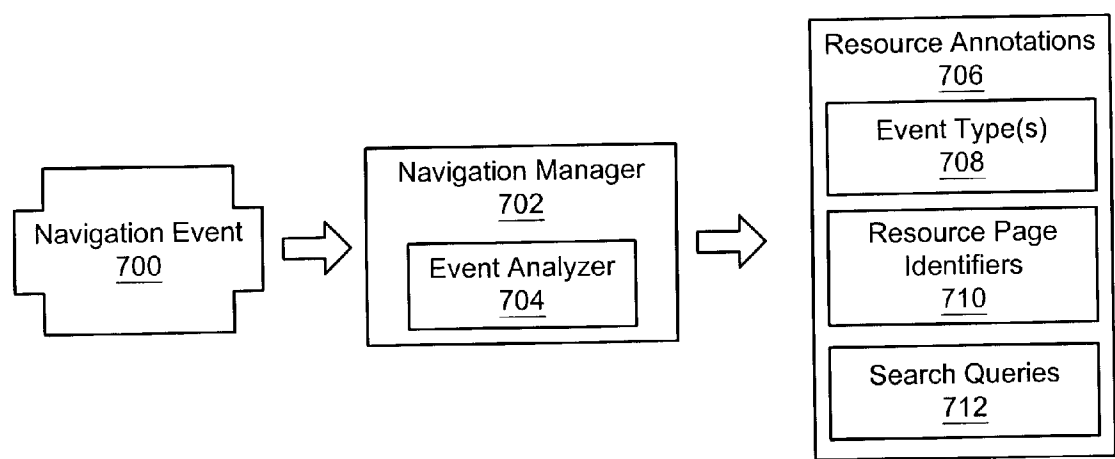 Navigation Event
700
Navigation Manager
702
Event Analyzer
704
Resource Annotations
706
Event Type(s)
708
Resource Page
Identifiers
710
Search Queries
712